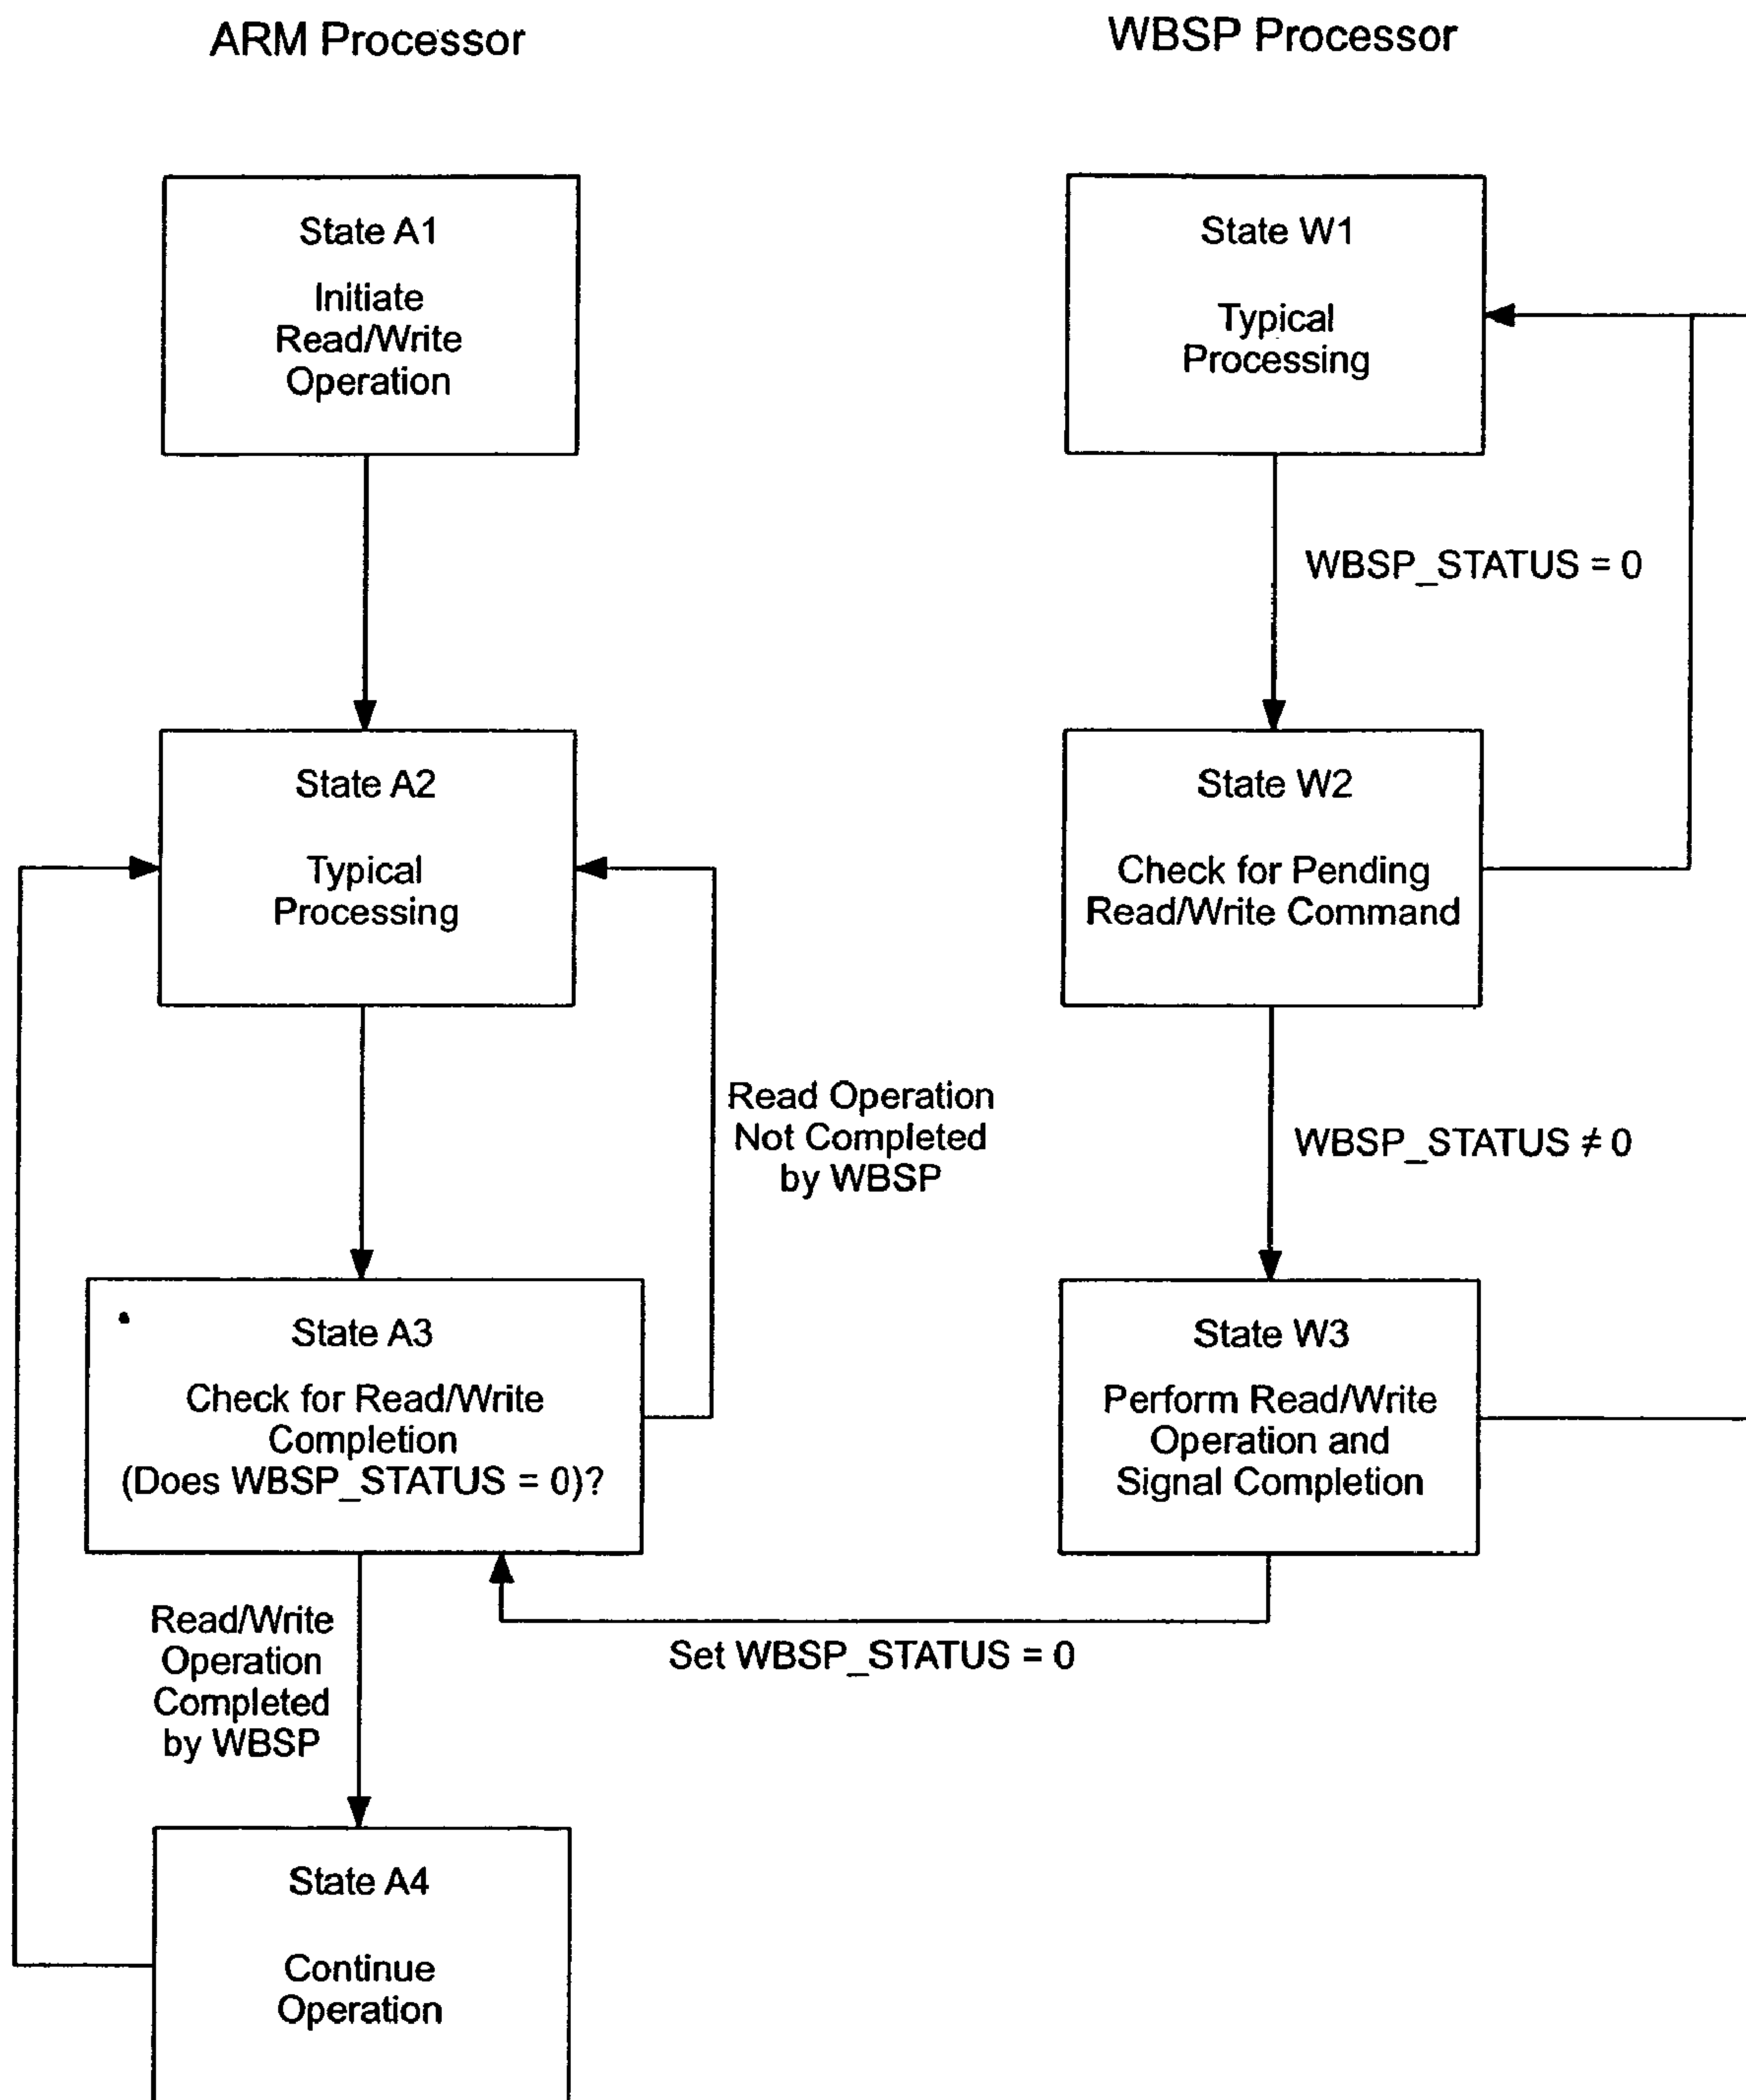 ARM Processor
WBSP Processor
State A1
Initiate
Read/Write
Operation
State W1
Typical
Processing
WBSP_STATUS = 0
State A2
Typical
Processing
State W2
Check for Pending
Read/Write Command
Read Operation
Not Completed
by WBSP
WBSP_STATUS ≠ 0
State A3
Check for Read/Write
Completion
(Does WBSP_STATUS = 0)?
State W3
Perform Read/Write
Operation and
Signal Completion
Read/Write
Operation
Completed
by WBSP
Set WBSP_STATUS = 0
State A4
Continue
Operation